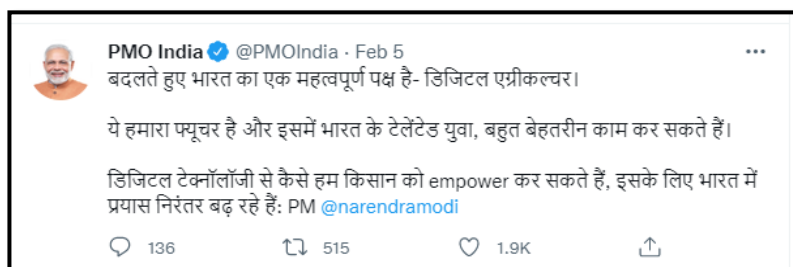 PMO India @PMOIndia · Feb 5
बदलते हुए भारत का एक महत्वपूर्ण पक्ष है- डिजिटल एग्रीकल्चर।
ये हमारा फ्यूचर है और इसमें भारत के टेलेंटेड युवा, बहुत बेहतरीन काम कर सकते हैं।
डिजिटल टेक्नॉलॉजी से कैसे हम किसान को empower कर सकते हैं, इसके लिए भारत में
प्रयास निरंतर बढ़ रहे हैं: PM @narendramodi
136 515 1.9K